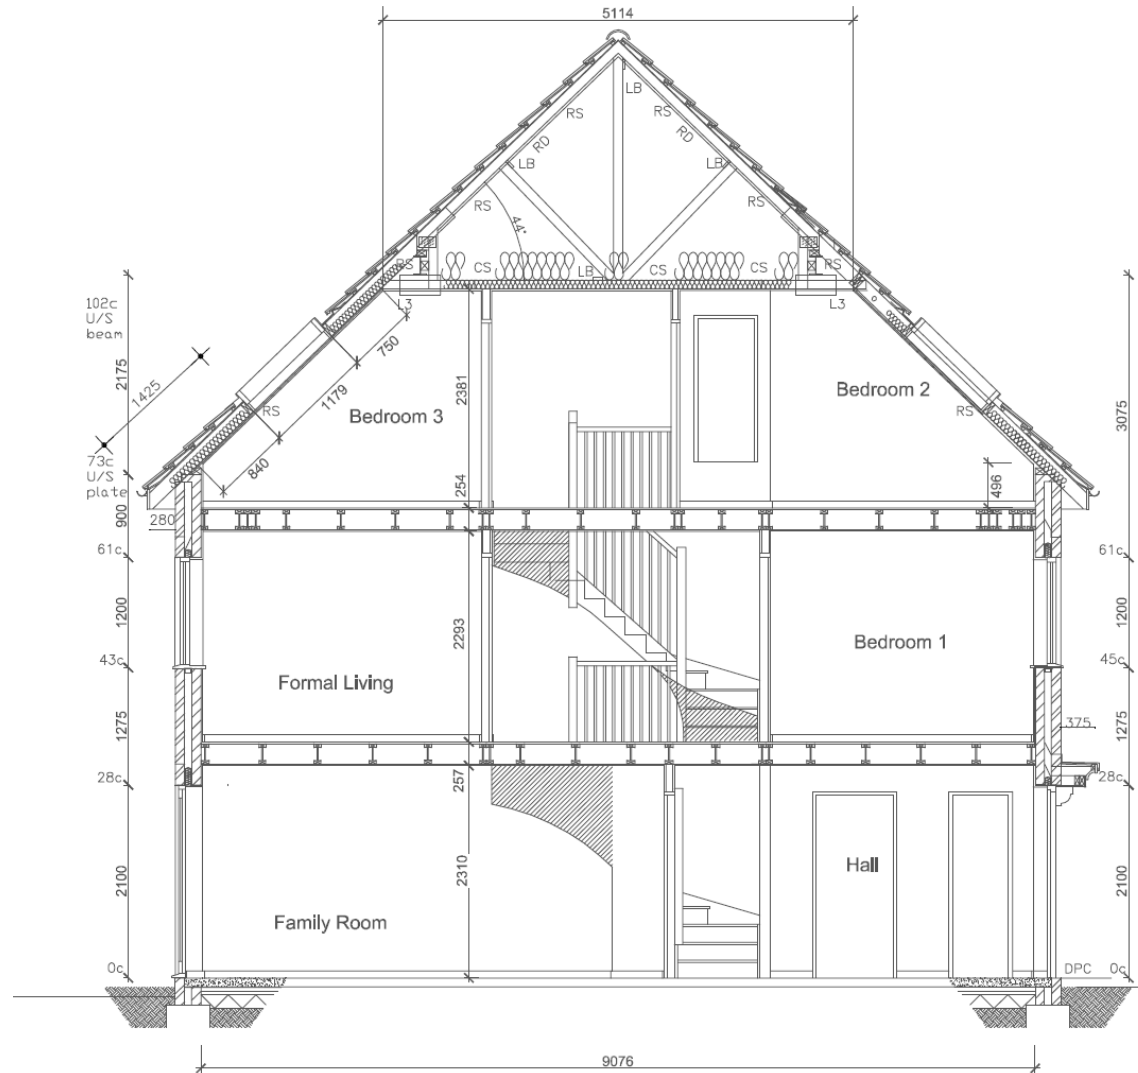 5114
LB
RS
RS
RD
RD
LB
LB
RS
RS
44°
RS
CS
LB
CS
CS
RS
L3
L3
102c
U/S
beam
750
1425
2175
1179
2381
3075
Bedroom 3
Bedroom 2
RS
RS
840
73c
U/S
plate
254
496
900
280
61c
61c
1200
2293
1200
Bedroom 1
43c
45c
Formal Living
1275
375
1275
28c
257
28c
2100
2310
Hall
2100
Family Room
0c
DPC
0c
9076